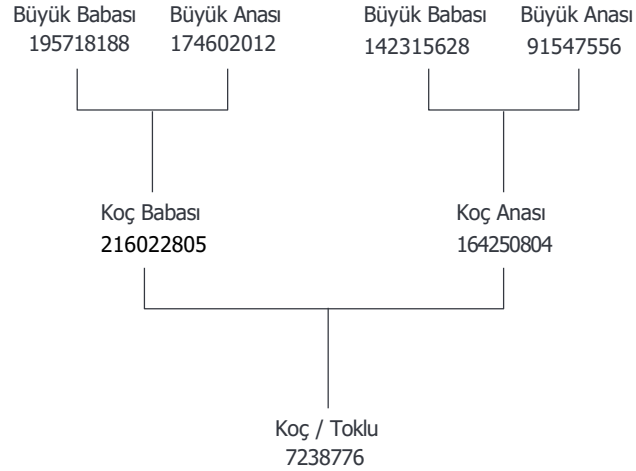 Büyük Babası Büyük Anası Büyük Babası Büyük Anası
195718188 174602012 142315628 91547556
Koç Babası Koç Anası
216022805 164250804
Koç / Toklu
7238776